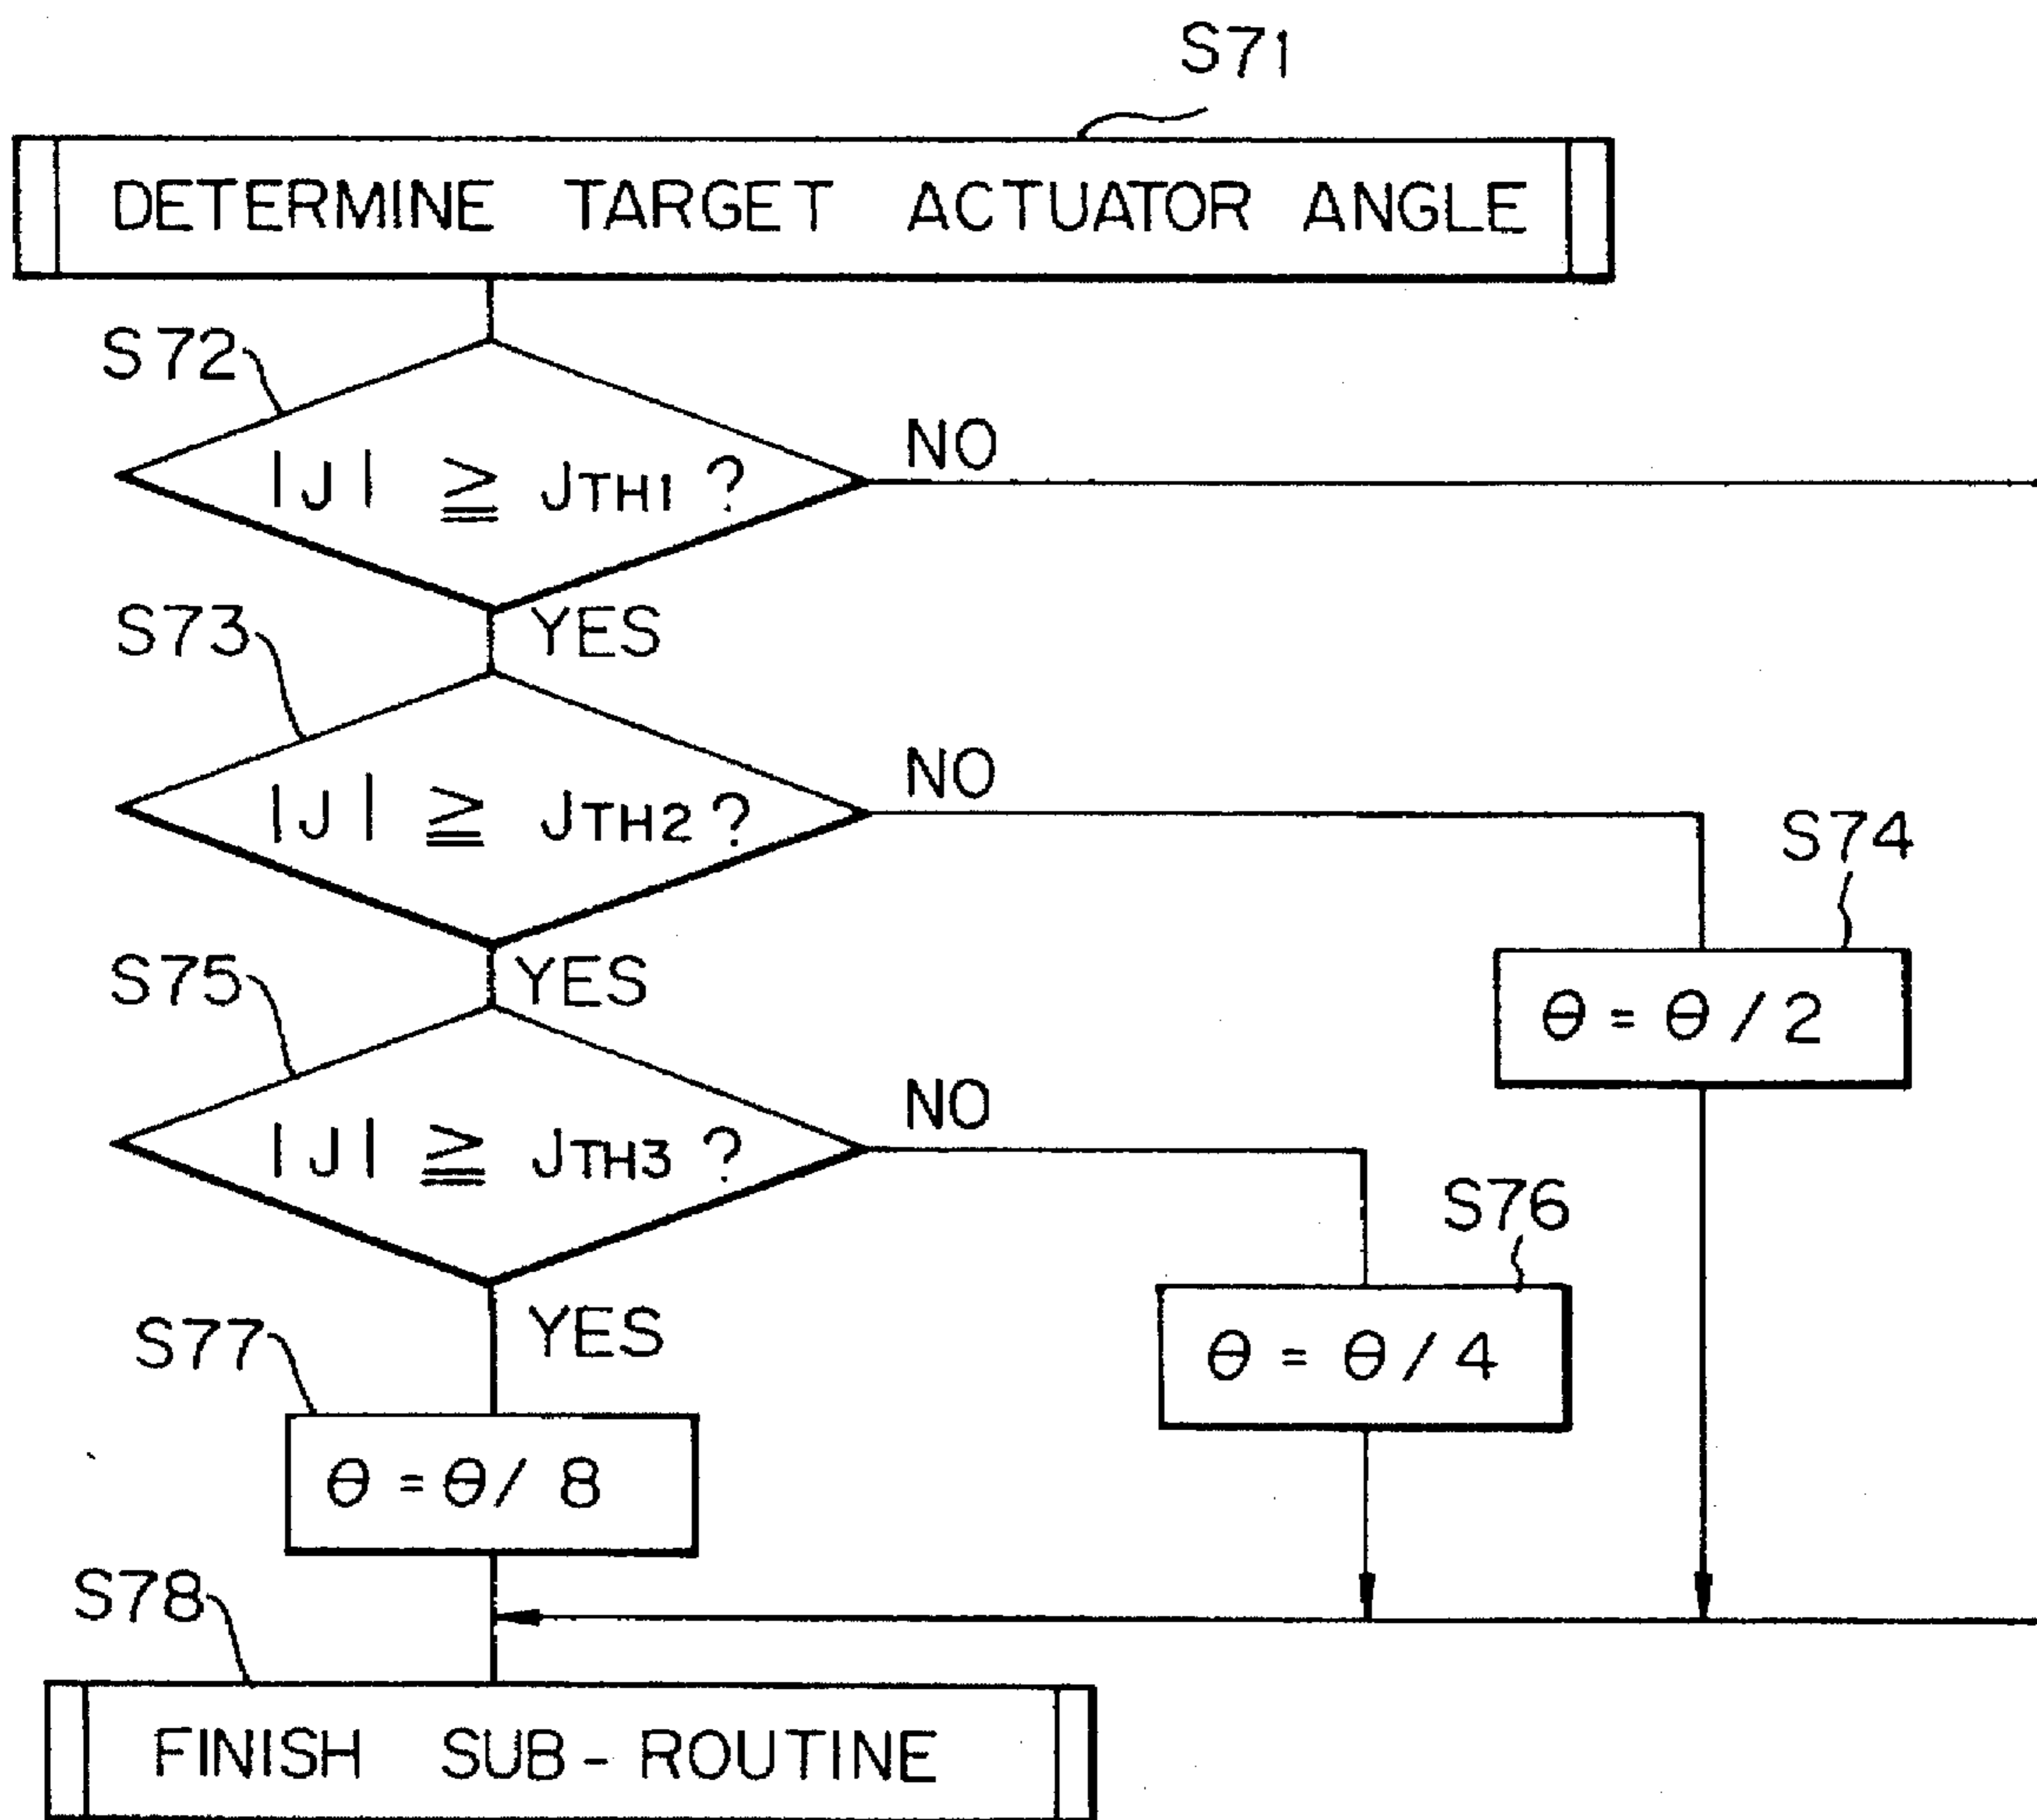 S71
DETERMINE TARGET ACTUATOR ANGLE
S72
|J| ≧ JTH1 ?
NO
YES
S73
|J| ≧ JTH2 ?
NO
YES
S74
θ = θ / 2
S75
|J| ≧ JTH3 ?
NO
YES
S76
θ = θ / 4
S77
θ = θ / 8
S78
FINISH SUB-ROUTINE